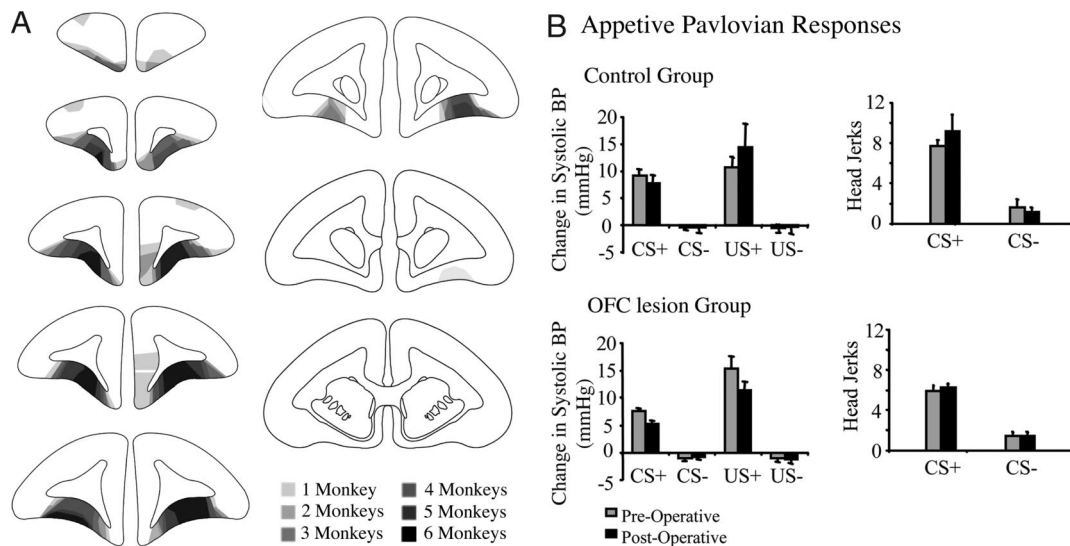 A
1 Monkey
2 Monkeys
3 Monkeys
4 Monkeys
5 Monkeys
6 Monkeys
B Appetive Pavlovian Responses
Control Group
Change in Systolic BP
(mmHg)
20
15
10
5
0
-5
CS+ CS- US+ US-
Head Jerks
12
8
4
0
CS+ CS-
OFC lesion Group
Change in Systolic BP
(mmHg)
20
15
10
5
0
-5
CS+ CS- US+ US-
Head Jerks
12
8
4
0
CS+ CS-
Pre-Operative
Post-Operative